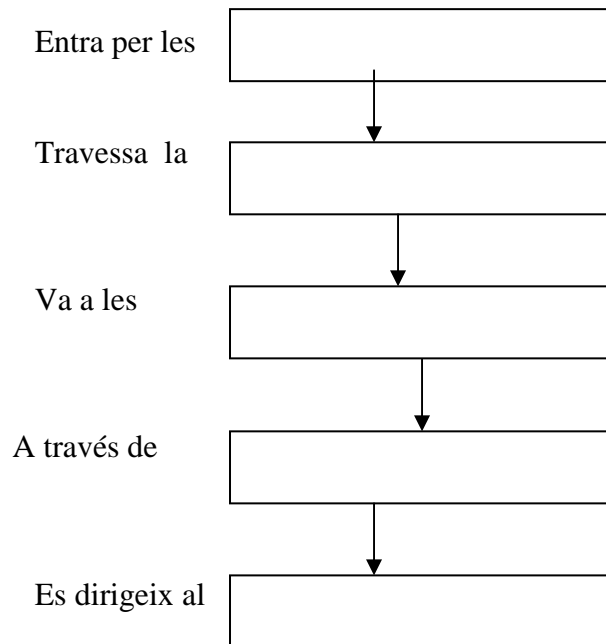 Entra per les
Travessa la
Va a les
A través de
Es dirigeix al